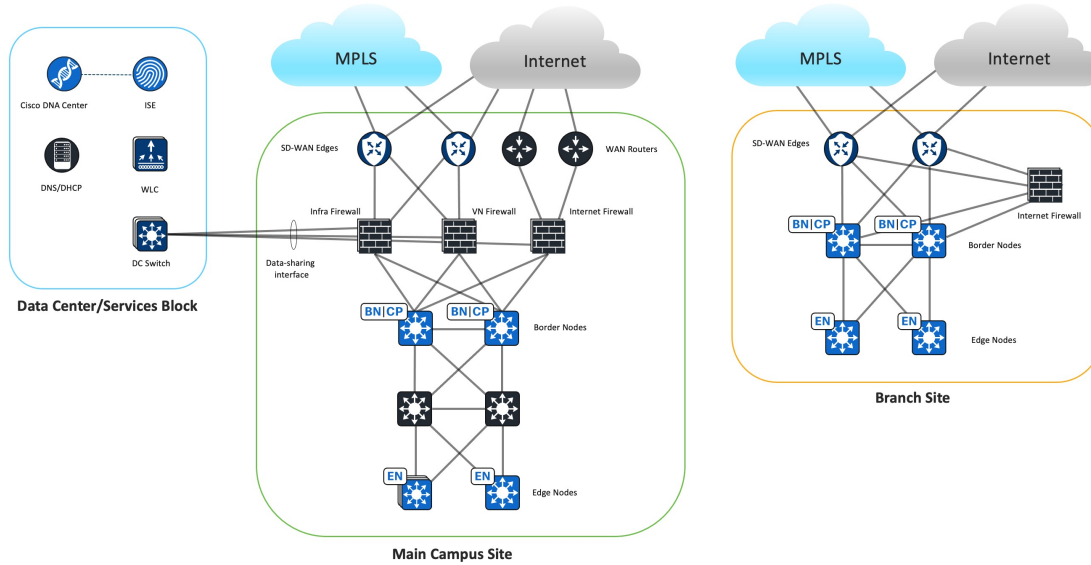 Cisco DNA Center
ISE
DNS/DHCP
WLC
DC Switch
Data Center/Services Block
MPLS
Internet
SD-WAN Edges
WAN Routers
Infra Firewall
VN Firewall
Internet Firewall
Data-sharing
interface
BN|CP
BN|CP
Border Nodes
EN
EN
Edge Nodes
Main Campus Site
MPLS
Internet
SD-WAN Edges
Internet Firewall
BN|CP
BN|CP
Border Nodes
EN
EN
Edge Nodes
Branch Site